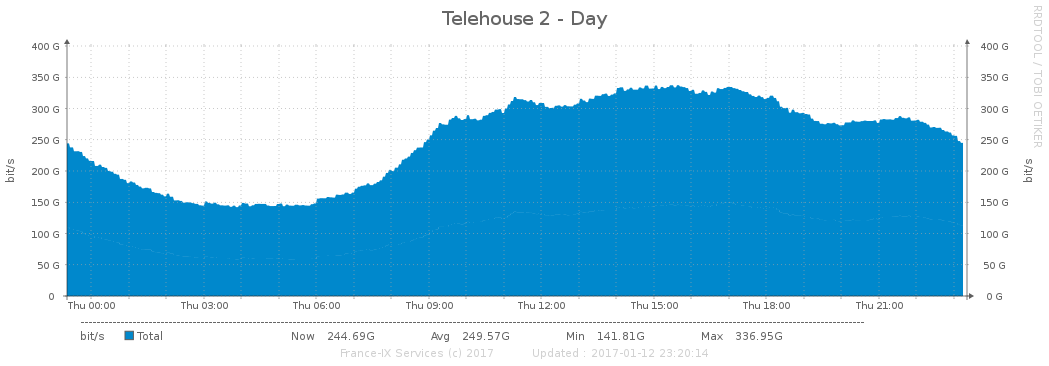 Telehouse 2 - Day
RRDTOOL / TOBI OETIKER
400 G 400 G
350 G 350 G
300 G 300 G
250 G 250 G
200 G 200 G
150 G 150 G
100 G 100 G
50 G 50 G
0 0 G
bit/s bit/s
Thu 00:00 Thu 03:00 Thu 06:00 Thu 09:00 Thu 12:00 Thu 15:00 Thu 18:00 Thu 21:00
bit/s Total Now 244.69G Avg 249.57G Min 141.81G Max 336.95G
France-IX Services (c) 2017 Updated : 2017-01-12 23:20:14